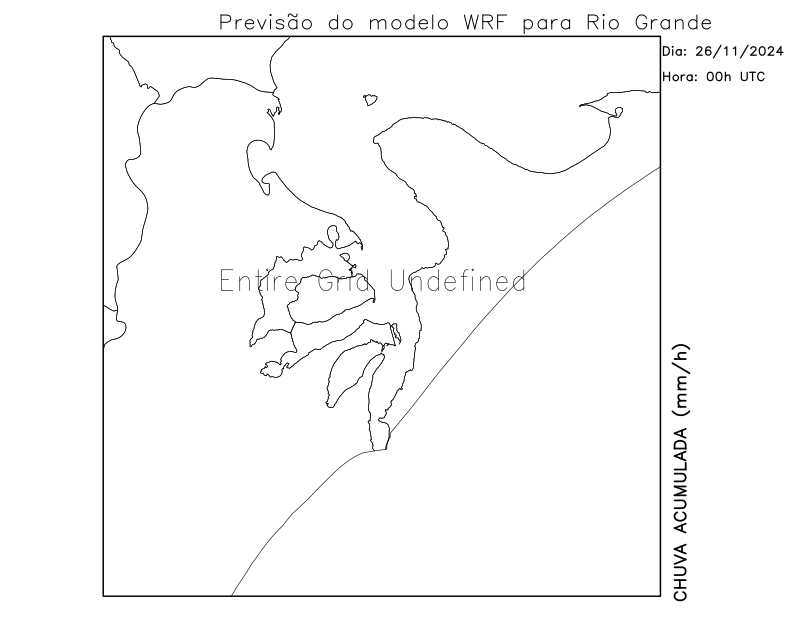 Previsão do modelo WRF para Rio Grande
Dia: 26/11/2024
Hora: 00h UTC
Entire Grid Undefined
CHUVA ACUMULADA (mm/h)